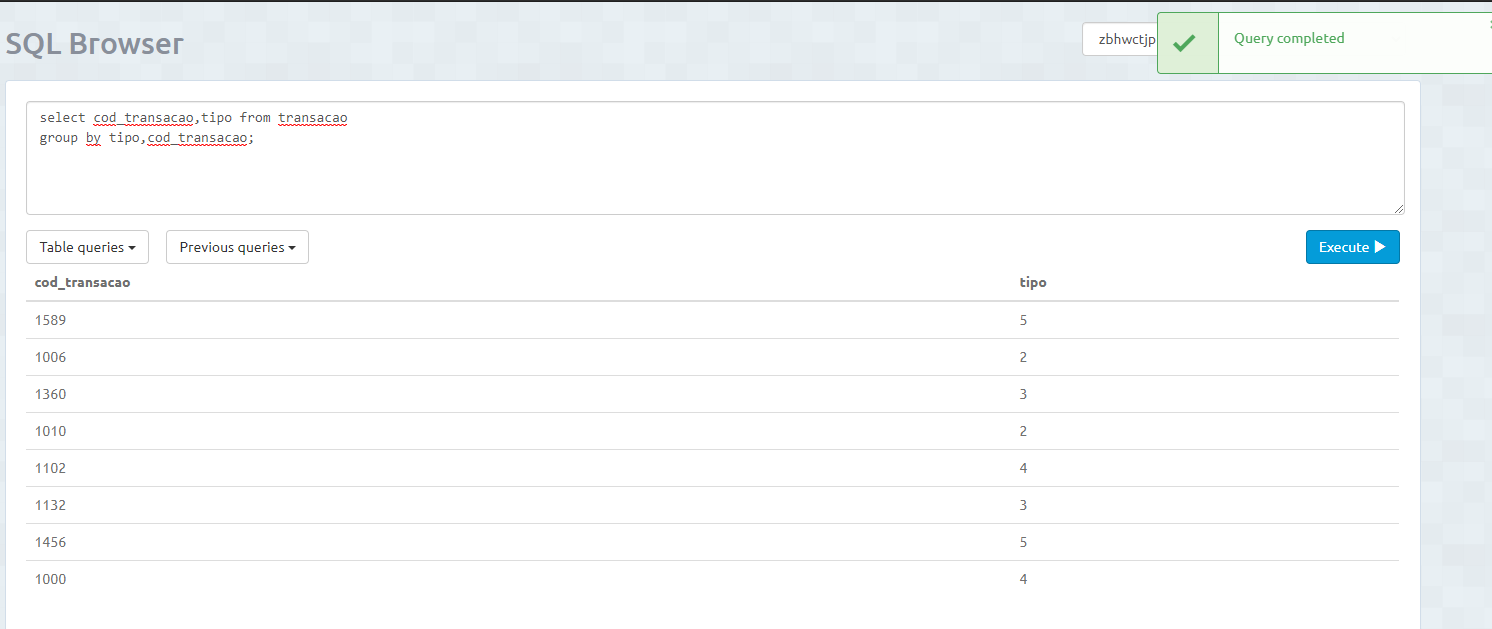 SQL Browser
zbhwctjp
Query completed
select cod_transacao,tipo from transacao
group by tipo,cod_transacao;
Table queries
Previous queries
Execute
cod_transacao tipo
1589 5
1006 2
1360 3
1010 2
1102 4
1132 3
1456 5
1000 4